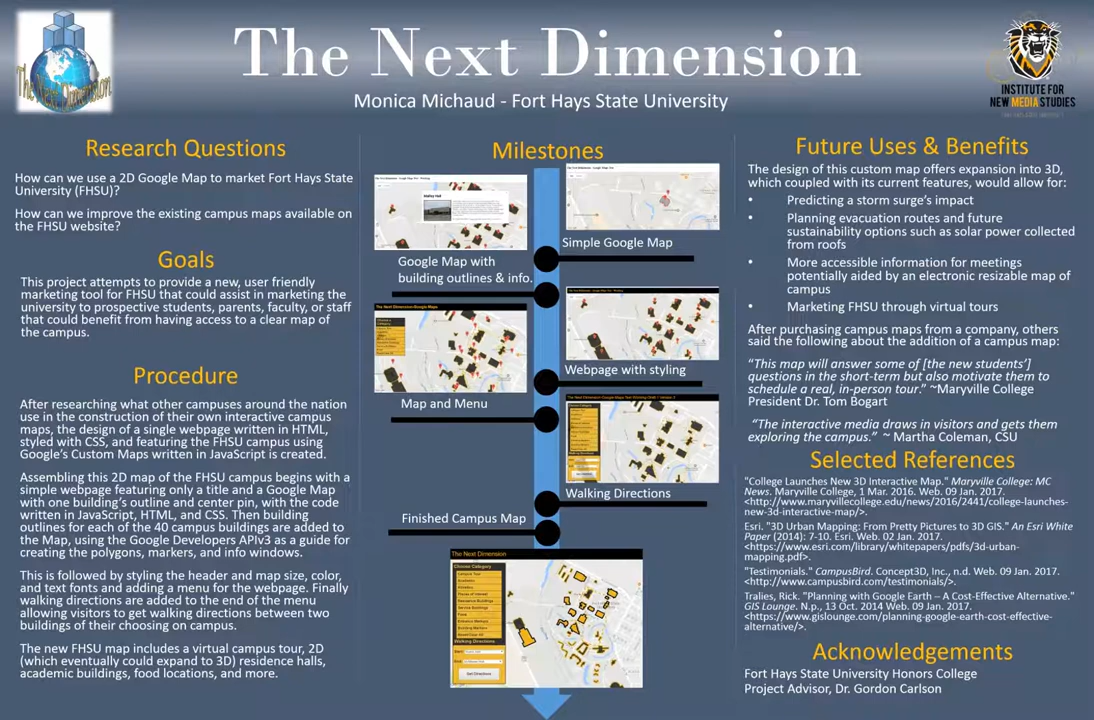 The Next Dimension
The Next Dimension
Monica Michaud - Fort Hays State University
INSTITUTE FOR
NEW MEDIA STUDIES
Research Questions
How can we use a 2D Google Map to market Fort Hays State
University (FHSU)?
How can we improve the existing campus maps available on
the FHSU website?
Goals
This project attempts to provide a new, user friendly
marketing tool for FHSU that could assist in marketing the
university to prospective students, parents, faculty, or staff
that could benefit from having access to a clear map of
the campus.
Procedure
After researching what other campuses around the nation
use in the construction of their own interactive campus
maps, the design of a single webpage written in HTML,
styled with CSS, and featuring the FHSU campus using
Google's Custom Maps written in JavaScript is created.
Assembling this 2D map of the FHSU campus begins with a
simple webpage featuring only a title and a Google Map
with one building's outline and center pin, with the code
written in JavaScript, HTML, and CSS. Then building
outlines for each of the 40 campus buildings are added to
the Map, using the Google Developers APIv3 as a guide for
creating the polygons, markers, and info windows.
This is followed by styling the header and map size, color,
and text fonts and adding a menu for the webpage. Finally
walking directions are added to the end of the menu
allowing visitors to get walking directions between two
buildings of their choosing on campus.
The new FHSU map includes a virtual campus tour, 2D
(which eventually could expand to 3D) residence halls,
academic buildings, food locations, and more.
Milestones
Simple Google Map
Google Map with
building outlines & info.
Webpage with styling
Map and Menu
Walking Directions
Finished Campus Map
The Next Dimension
Choose Category
Walking Directions
Get Directions
Future Uses & Benefits
The design of this custom map offers expansion into 3D,
which coupled with its current features, would allow for:
• Predicting a storm surge's impact
• Planning evacuation routes and future
sustainability options such as solar power collected
from roofs
• More accessible information for meetings
potentially aided by an electronic resizable map of
campus
• Marketing FHSU through virtual tours
After purchasing campus maps from a company, others
said the following about the addition of a campus map:
"This map will answer some of [the new students']
questions in the short-term but also motivate them to
schedule a real, in-person tour." ~Maryville College
President Dr. Tom Bogart
"The interactive media draws in visitors and gets them
exploring the campus." ~ Martha Coleman, CSU
Selected References
"College Launches New 3D Interactive Map." Maryville College: MC
News. Maryville College, 1 Mar. 2016. Web. 09 Jan. 2017.
<http://www.maryvillecollege.edu/news/2016/2441/college-launches-
new-3d-interactive-map/>.
Esri. "3D Urban Mapping: From Pretty Pictures to 3D GIS." An Esri White
Paper (2014): 7-10. Esri. Web. 02 Jan. 2017.
<https://www.esri.com/library/whitepapers/pdfs/3d-urban-
mapping.pdf>.
"Testimonials." CampusBird. Concept3D, Inc., n.d. Web. 09 Jan. 2017.
<http://www.campusbird.com/testimonials/>.
Tralies, Rick. "Planning with Google Earth – A Cost-Effective Alternative."
GIS Lounge. N.p., 13 Oct. 2014 Web. 09 Jan. 2017.
<https://www.gislounge.com/planning-google-earth-cost-effective-
alternative/>.
Acknowledgements
Fort Hays State University Honors College
Project Advisor, Dr. Gordon Carlson